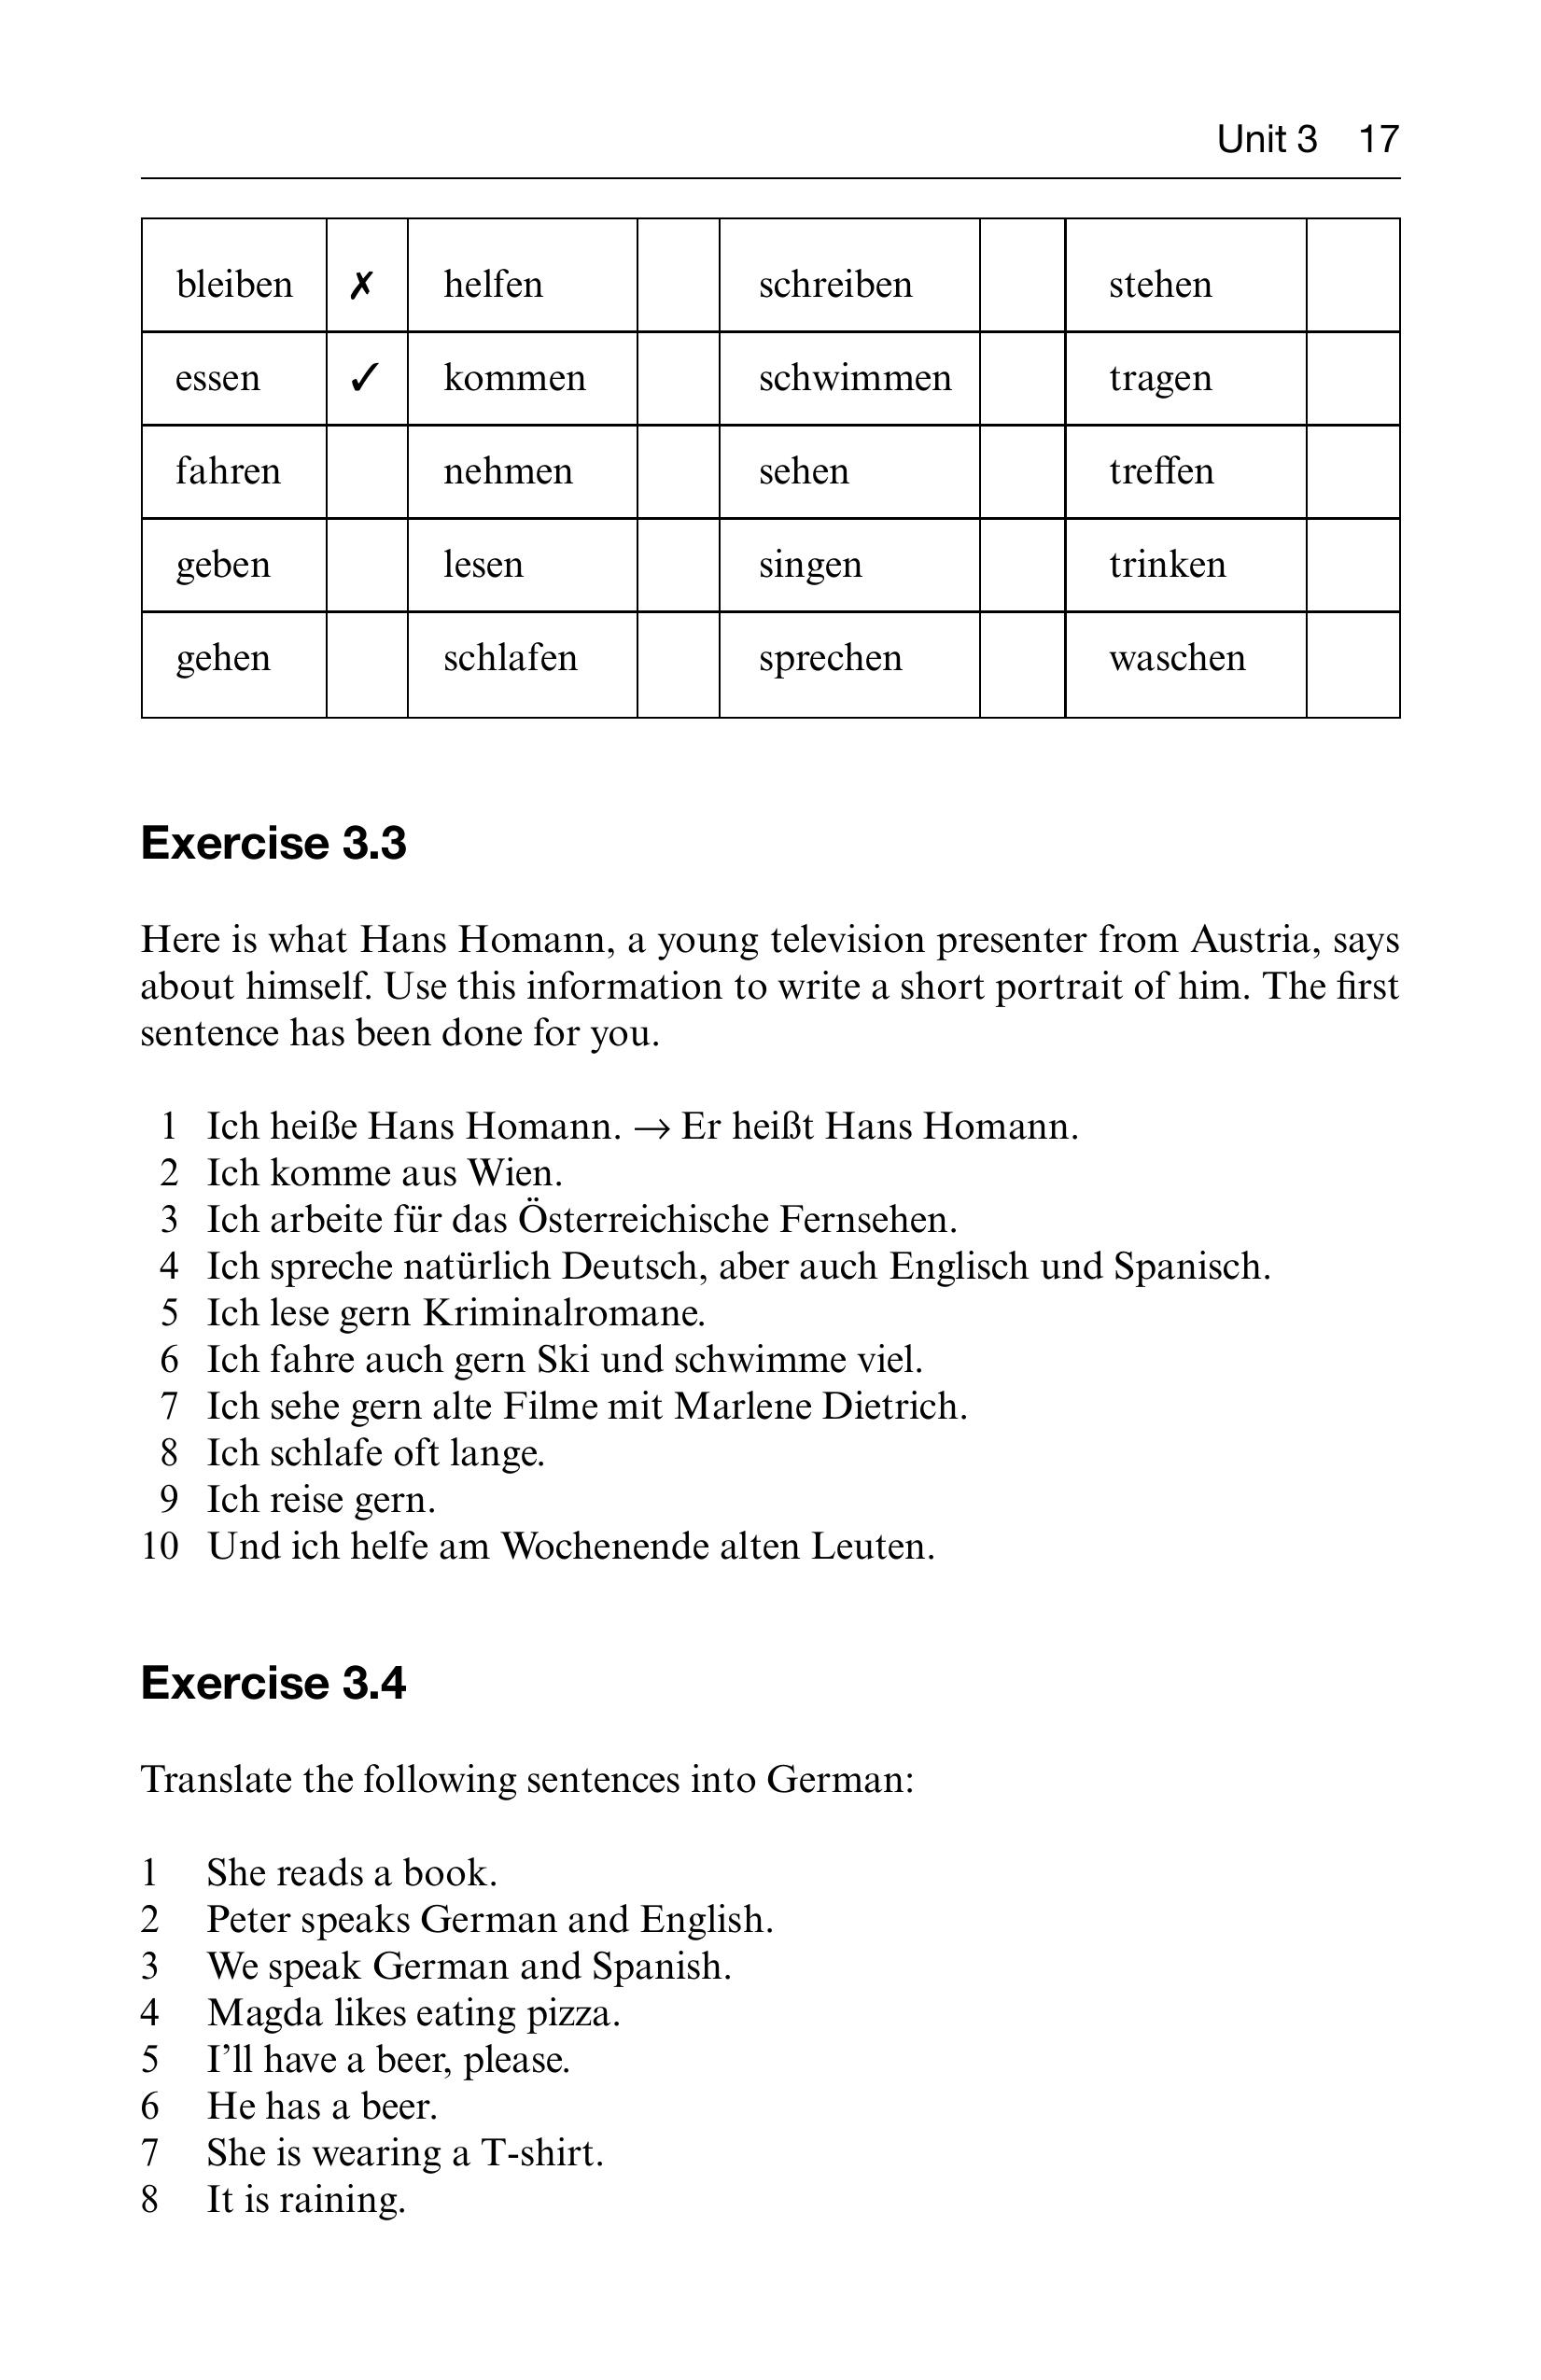 Unit 3 17
bleiben ✗ helfen schreiben stehen
essen ✓ kommen schwimmen tragen
fahren nehmen sehen treffen
geben lesen singen trinken
gehen schlafen sprechen waschen
Exercise 3.3
Here is what Hans Homann, a young television presenter from Austria, says
about himself. Use this information to write a short portrait of him. The first
sentence has been done for you.
1 Ich heiße Hans Homann. → Er heißt Hans Homann.
2 Ich komme aus Wien.
3 Ich arbeite für das Österreichische Fernsehen.
4 Ich spreche natürlich Deutsch, aber auch Englisch und Spanisch.
5 Ich lese gern Kriminalromane.
6 Ich fahre auch gern Ski und schwimme viel.
7 Ich sehe gern alte Filme mit Marlene Dietrich.
8 Ich schlafe oft lange.
9 Ich reise gern.
10 Und ich helfe am Wochenende alten Leuten.
Exercise 3.4
Translate the following sentences into German:
1 She reads a book.
2 Peter speaks German and English.
3 We speak German and Spanish.
4 Magda likes eating pizza.
5 I’ll have a beer, please.
6 He has a beer.
7 She is wearing a T-shirt.
8 It is raining.